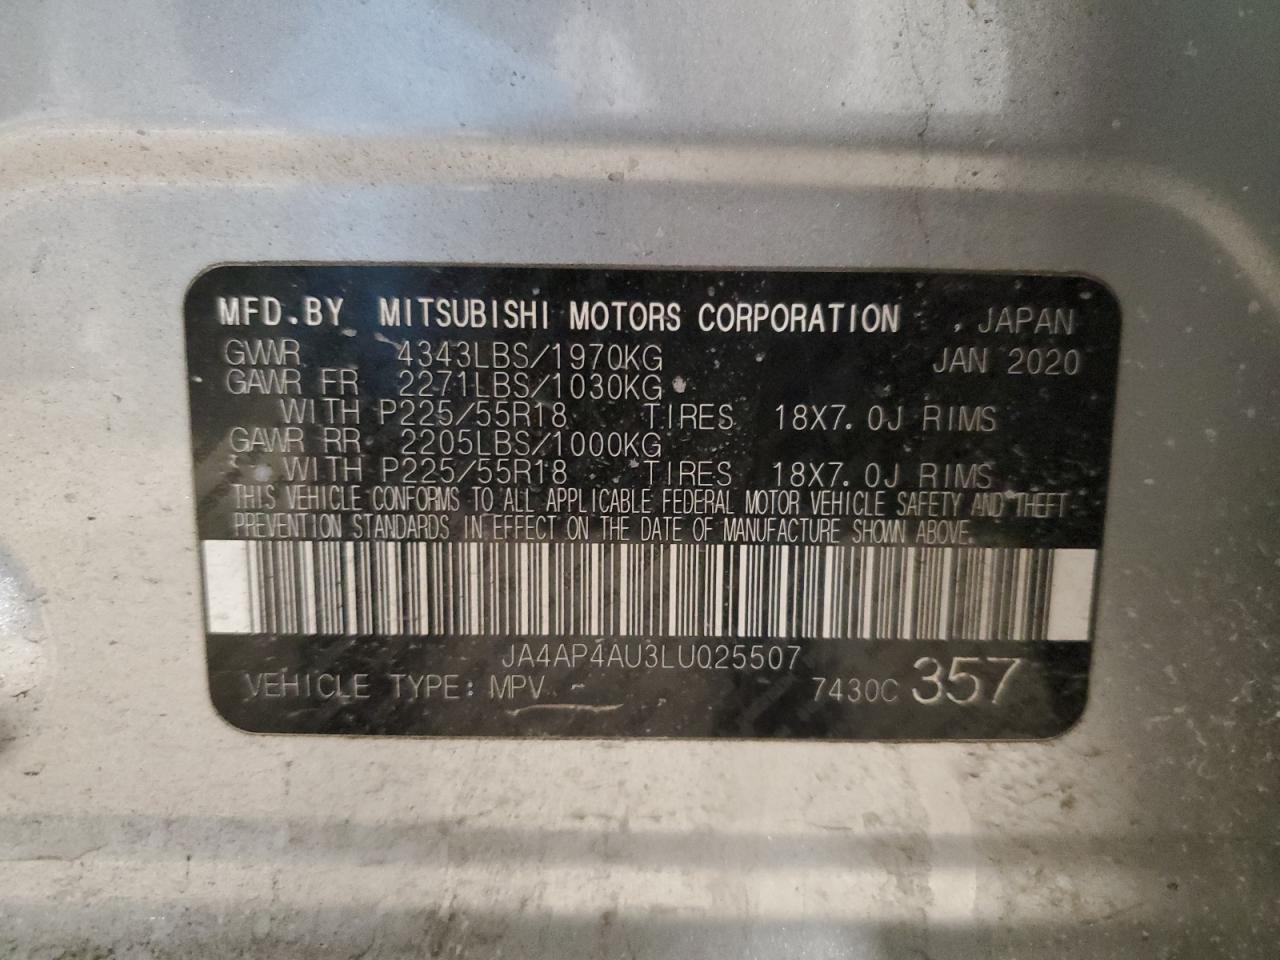 MFD.BY MITSUBISHI MOTORS CORPORATION , JAPAN
GVWR 4343LBS/1970KG JAN 2020
GAWR FR 2271LBS/1030KG
WITH P225/55R18 TIRES 18X7.0J RIMS
GAWR RR 2205LBS/1000KG
WITH P225/55R18 TIRES 18X7.0J RIMS
THIS VEHICLE CONFORMS TO ALL APPLICABLE FEDERAL MOTOR VEHICLE SAFETY AND THEFT
PREVENTION STANDARDS IN EFFECT ON THE DATE OF MANUFACTURE SHOWN ABOVE.
JA4AP4AU3LU025507
VEHICLE TYPE: MPV 7430C 357